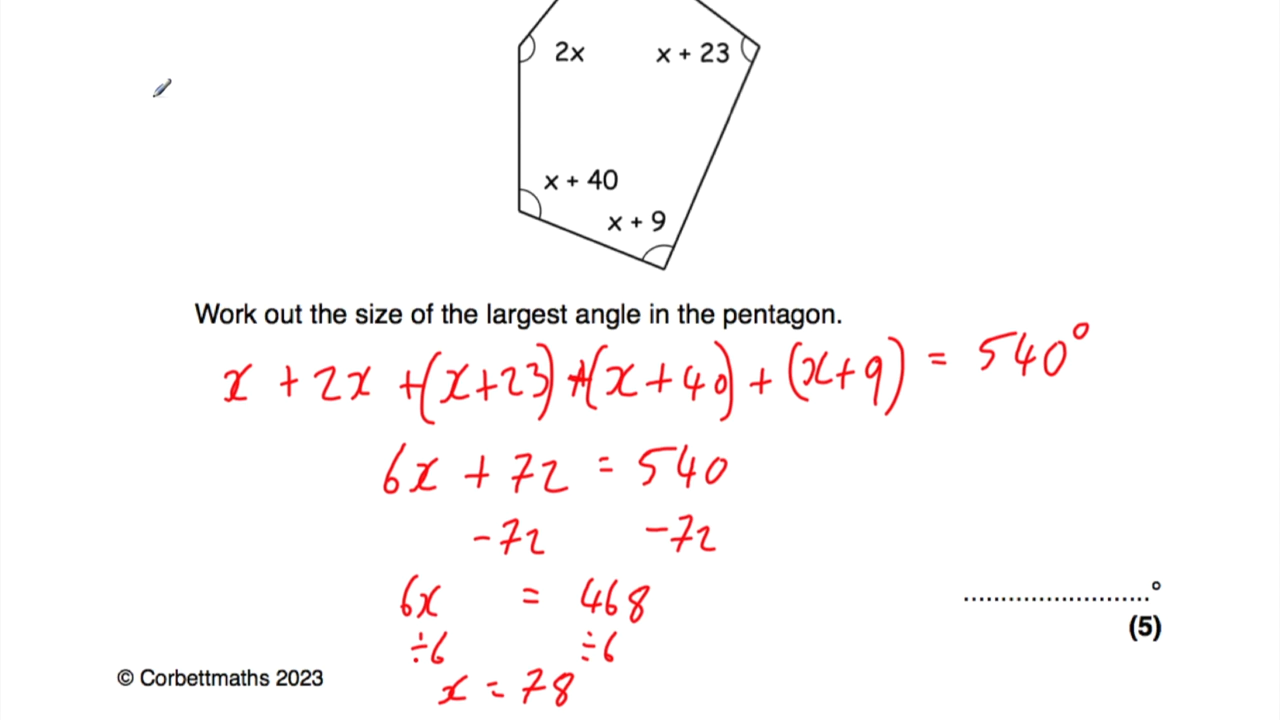 2x x + 23
x + 40
x + 9
Work out the size of the largest angle in the pentagon.
x + 2x + (x+23) + (x+40) + (x+9) = 540°
6x + 72 = 540
-72 -72
6x = 468
÷6 ÷6
x = 78
..........................°
(5)
© Corbettmaths 2023